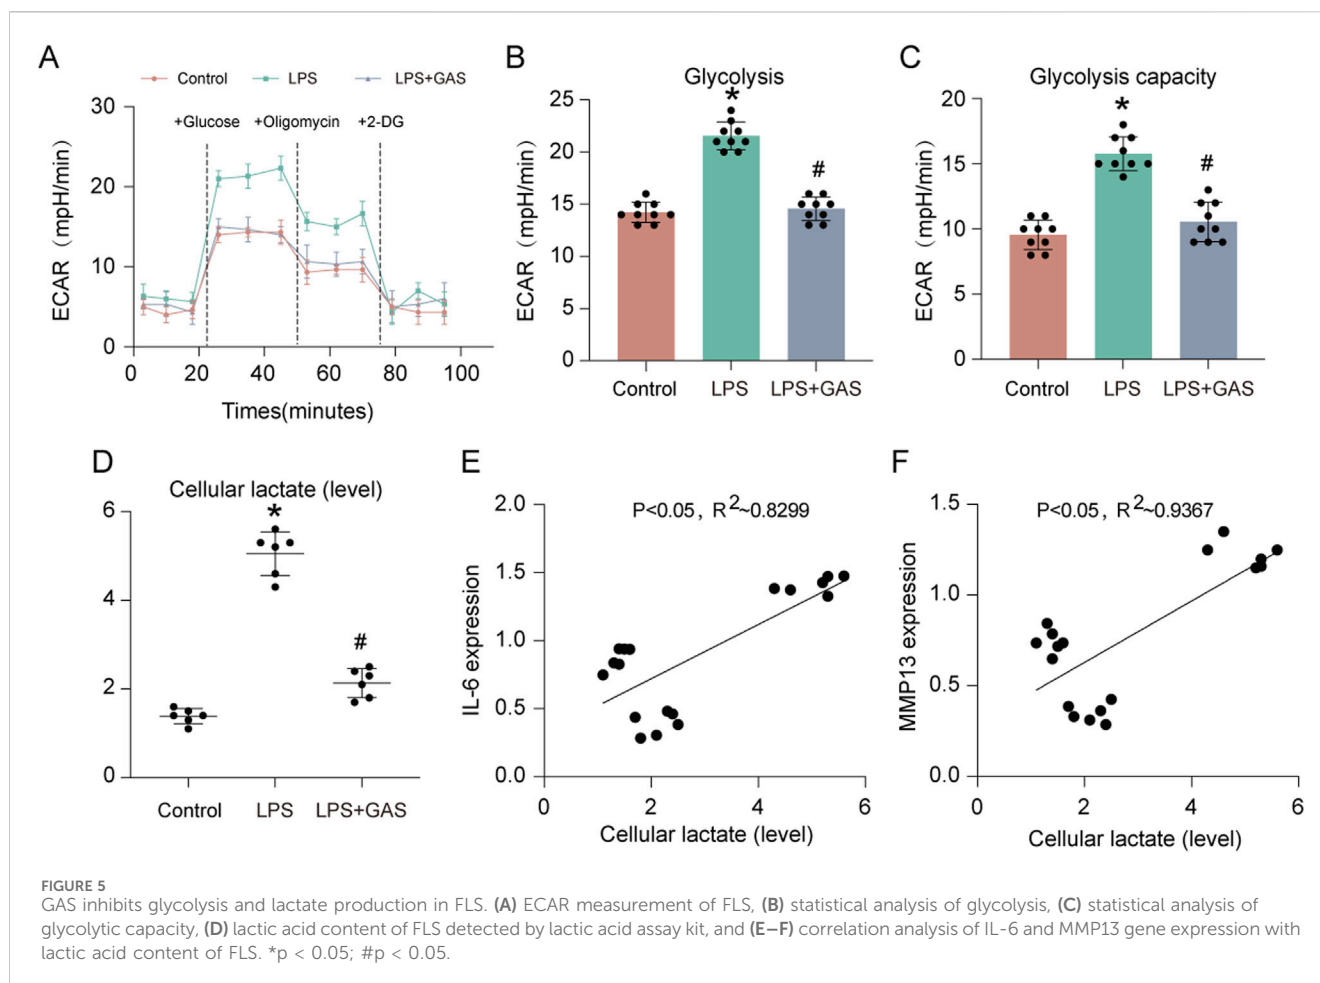 A
Control LPS LPS+GAS
+Glucose +Oligomycin +2-DG
ECAR (mpH/min)
30
20
10
0
0 20 40 60 80 100
Times(minutes)
B
Glycolysis
ECAR (mpH/min)
25
20
15
10
5
0
*
#
Control LPS LPS+GAS
C
Glycolysis capacity
ECAR (mpH/min)
20
15
10
5
0
*
#
Control LPS LPS+GAS
D
Cellular lactate (level)
6
4
2
0
*
#
Control LPS LPS+GAS
E
P<0.05, R2~0.8299
IL-6 expression
2.0
1.5
1.0
0.5
0.0
0 2 4 6
Cellular lactate (level)
F
P<0.05, R2~0.9367
MMP13 expression
1.5
1.0
0.5
0.0
0 2 4 6
Cellular lactate (level)
FIGURE 5
GAS inhibits glycolysis and lactate production in FLS. (A) ECAR measurement of FLS, (B) statistical analysis of glycolysis, (C) statistical analysis of
glycolytic capacity, (D) lactic acid content of FLS detected by lactic acid assay kit, and (E–F) correlation analysis of IL-6 and MMP13 gene expression with
lactic acid content of FLS. *p < 0.05; #p < 0.05.